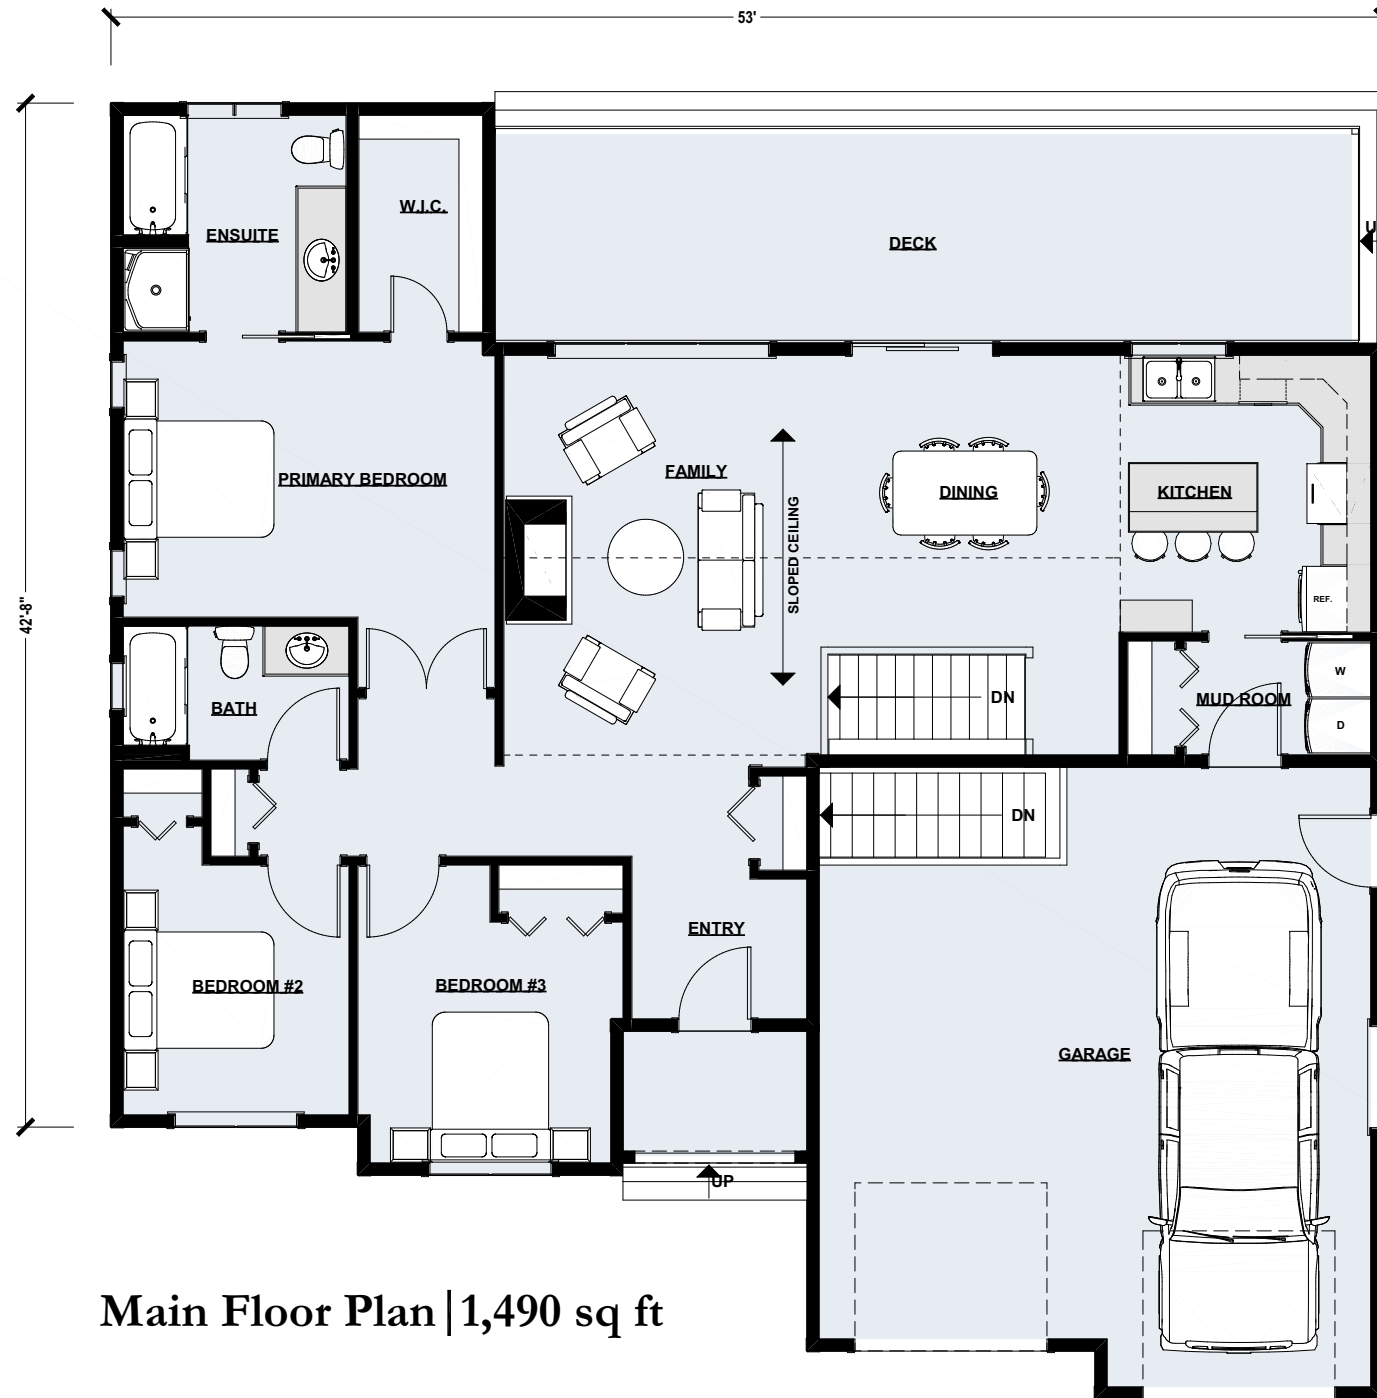 53'
W.I.C.
ENSUITE
DECK
U
42'-8"
PRIMARY BEDROOM
FAMILY
SLOPED CEILING
DINING
KITCHEN
REF.
BATH
DN
MUD ROOM
W
D
DN
ENTRY
BEDROOM #2
BEDROOM #3
GARAGE
UP
Main Floor Plan|1,490 sq ft